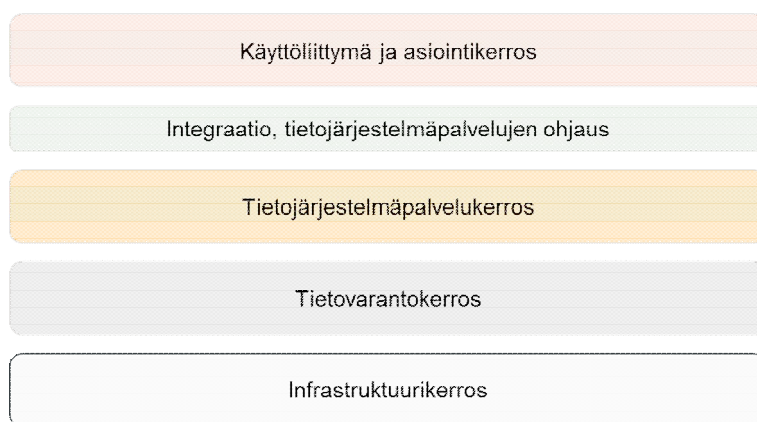 Käyttöliittymä ja asiointikerros
Integraatio, tietojärjestelmäpalvelujen ohjaus
Tietojärjestelmäpalvelukerros
Tietovarantokerros
Infrastruktuurikerros